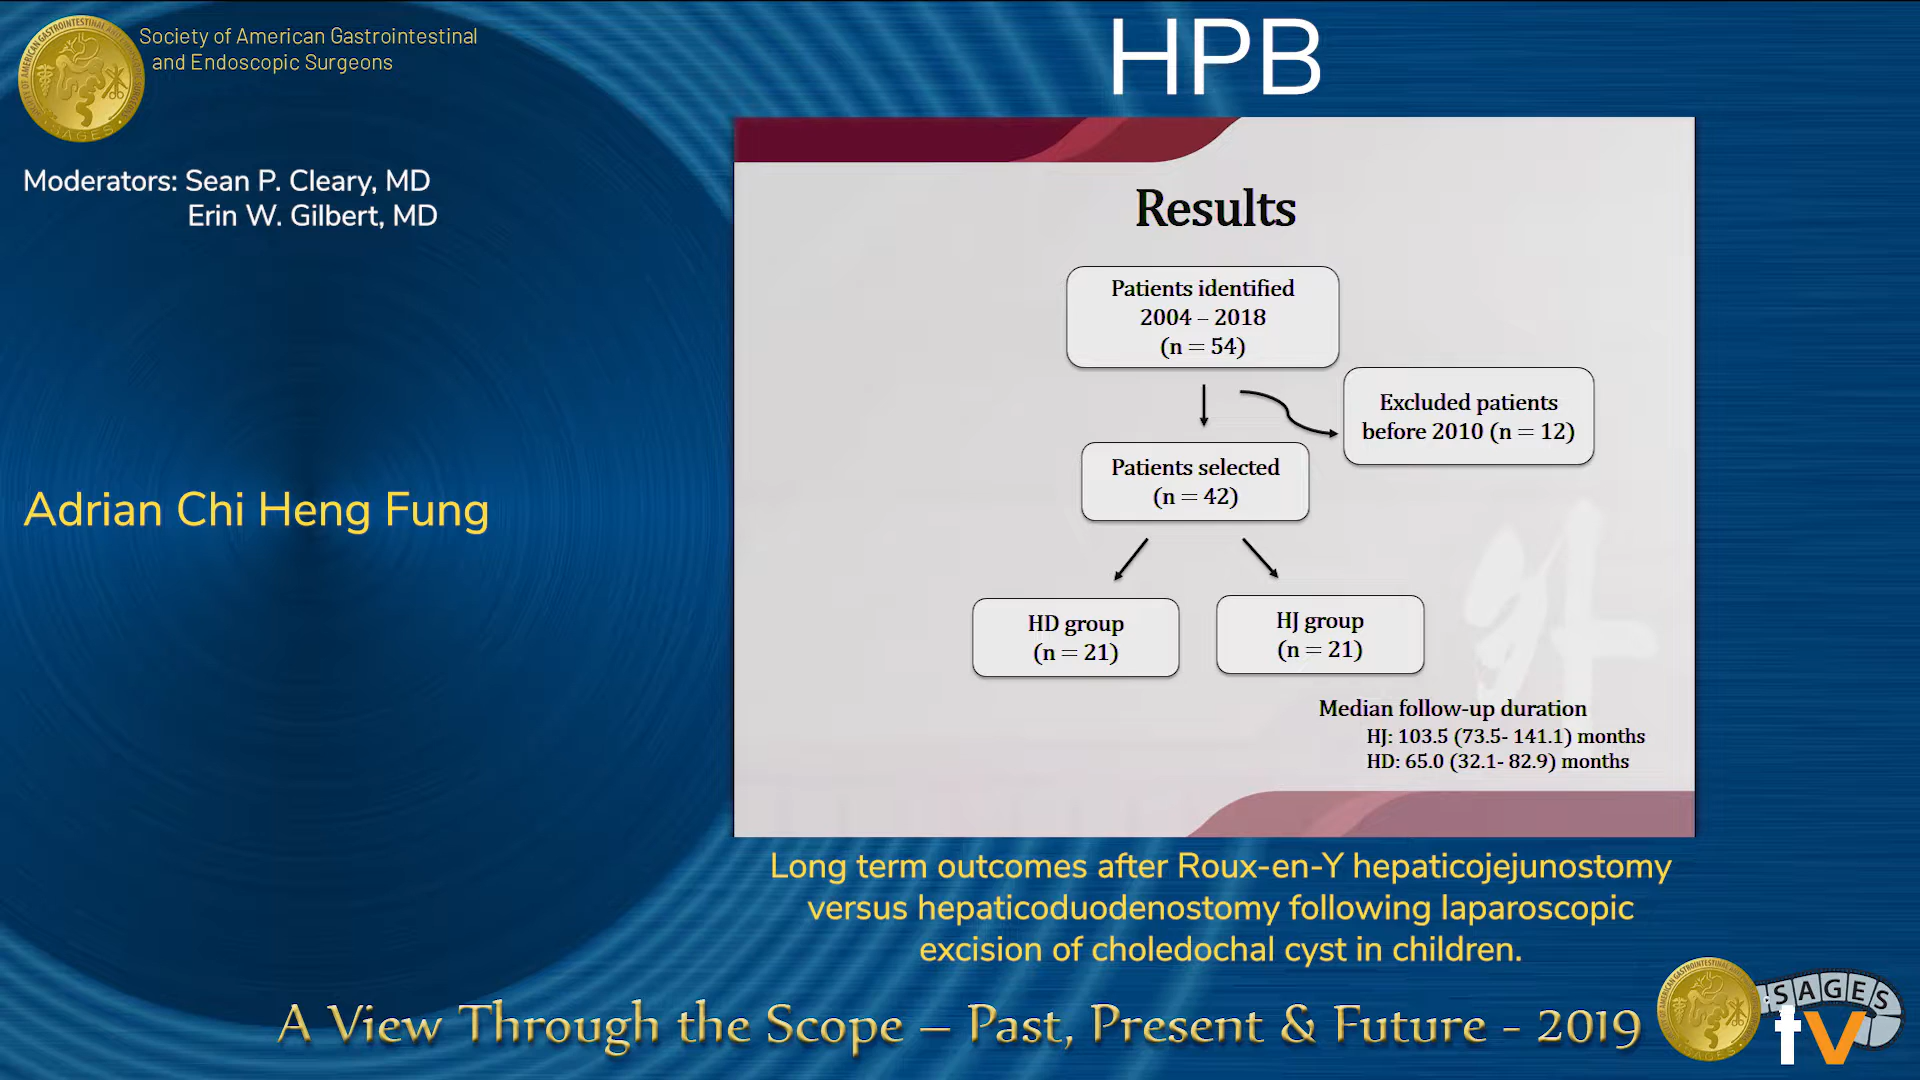 Society of American Gastrointestinal
and Endoscopic Surgeons
HPB
Moderators: Sean P. Cleary, MD
Erin W. Gilbert, MD
Adrian Chi Heng Fung
Results
Patients identified
2004 – 2018
(n = 54)
Excluded patients
before 2010 (n = 12)
Patients selected
(n = 42)
HD group
(n = 21)
HJ group
(n = 21)
Median follow-up duration
HJ: 103.5 (73.5- 141.1) months
HD: 65.0 (32.1- 82.9) months
外
Long term outcomes after Roux-en-Y hepaticojejunostomy
versus hepaticoduodenostomy following laparoscopic
excision of choledochal cyst in children.
A View Through the Scope – Past, Present & Future - 2019
SAGES
tv